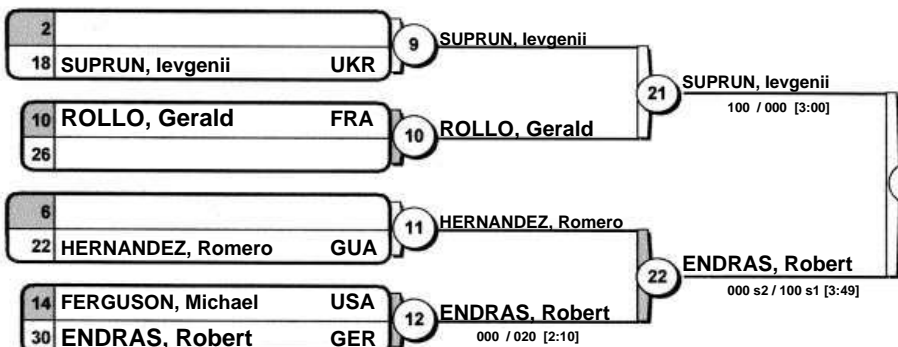 2
18 SUPRUN, Ievgenii UKR
9
SUPRUN, Ievgenii
10 ROLLO, Gerald FRA
26
10
ROLLO, Gerald
21
SUPRUN, Ievgenii
100 / 000 [3:00]
6
22 HERNANDEZ, Romero GUA
11
HERNANDEZ, Romero
14 FERGUSON, Michael USA
30 ENDRAS, Robert GER
12
ENDRAS, Robert
000 / 020 [2:10]
22
ENDRAS, Robert
000 s2 / 100 s1 [3:49]